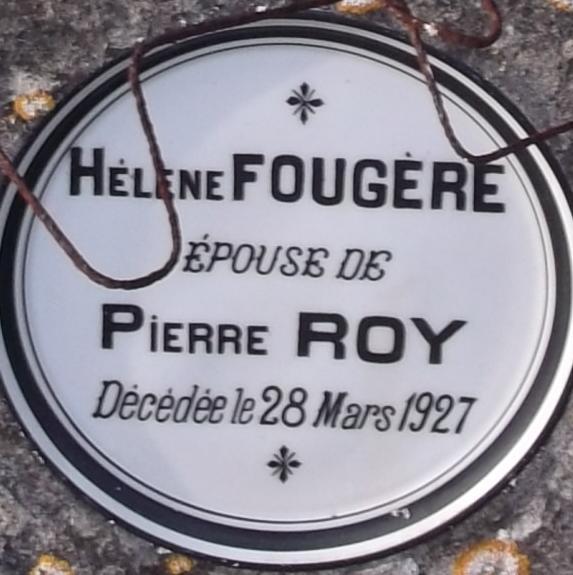 HÉLÈNE FOUGÈRE
ÉPOUSE DE
PIERRE ROY
Décédée le 28 Mars 1927